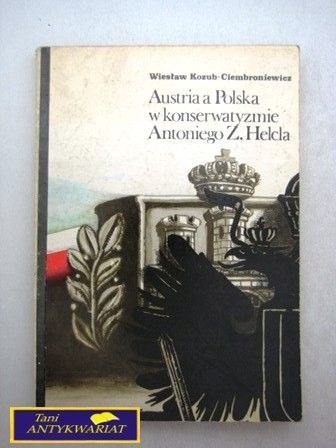 Wiesław Kozub-Ciembroniewicz
Austria a Polska
w konserwatyzmie
Antoniego Z. Helcla
Tani
ANTYKWARIAT